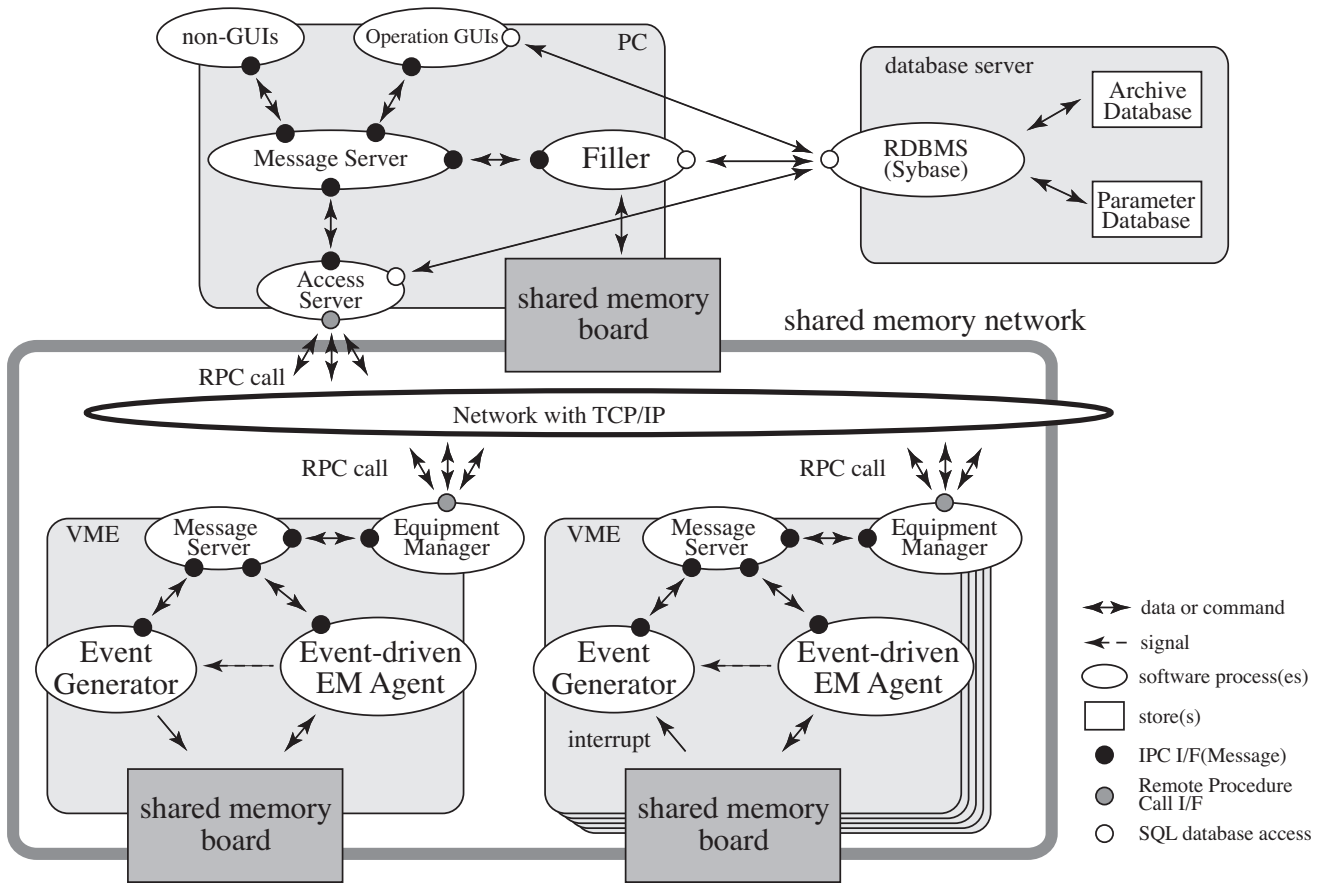 non-GUIs
Operation GUIs
PC
database server
Archive
Database
Message Server
Filler
RDBMS
(Sybase)
Parameter
Database
Access
Server
shared memory
board
shared memory network
RPC call
Network with TCP/IP
RPC call
RPC call
VME
Message
Server
Equipment
Manager
VME
Message
Server
Equipment
Manager
Event
Generator
Event-driven
EM Agent
Event
Generator
Event-driven
EM Agent
interrupt
shared memory
board
shared memory
board
data or command
signal
software process(es)
store(s)
IPC I/F(Message)
Remote Procedure
Call I/F
SQL database access